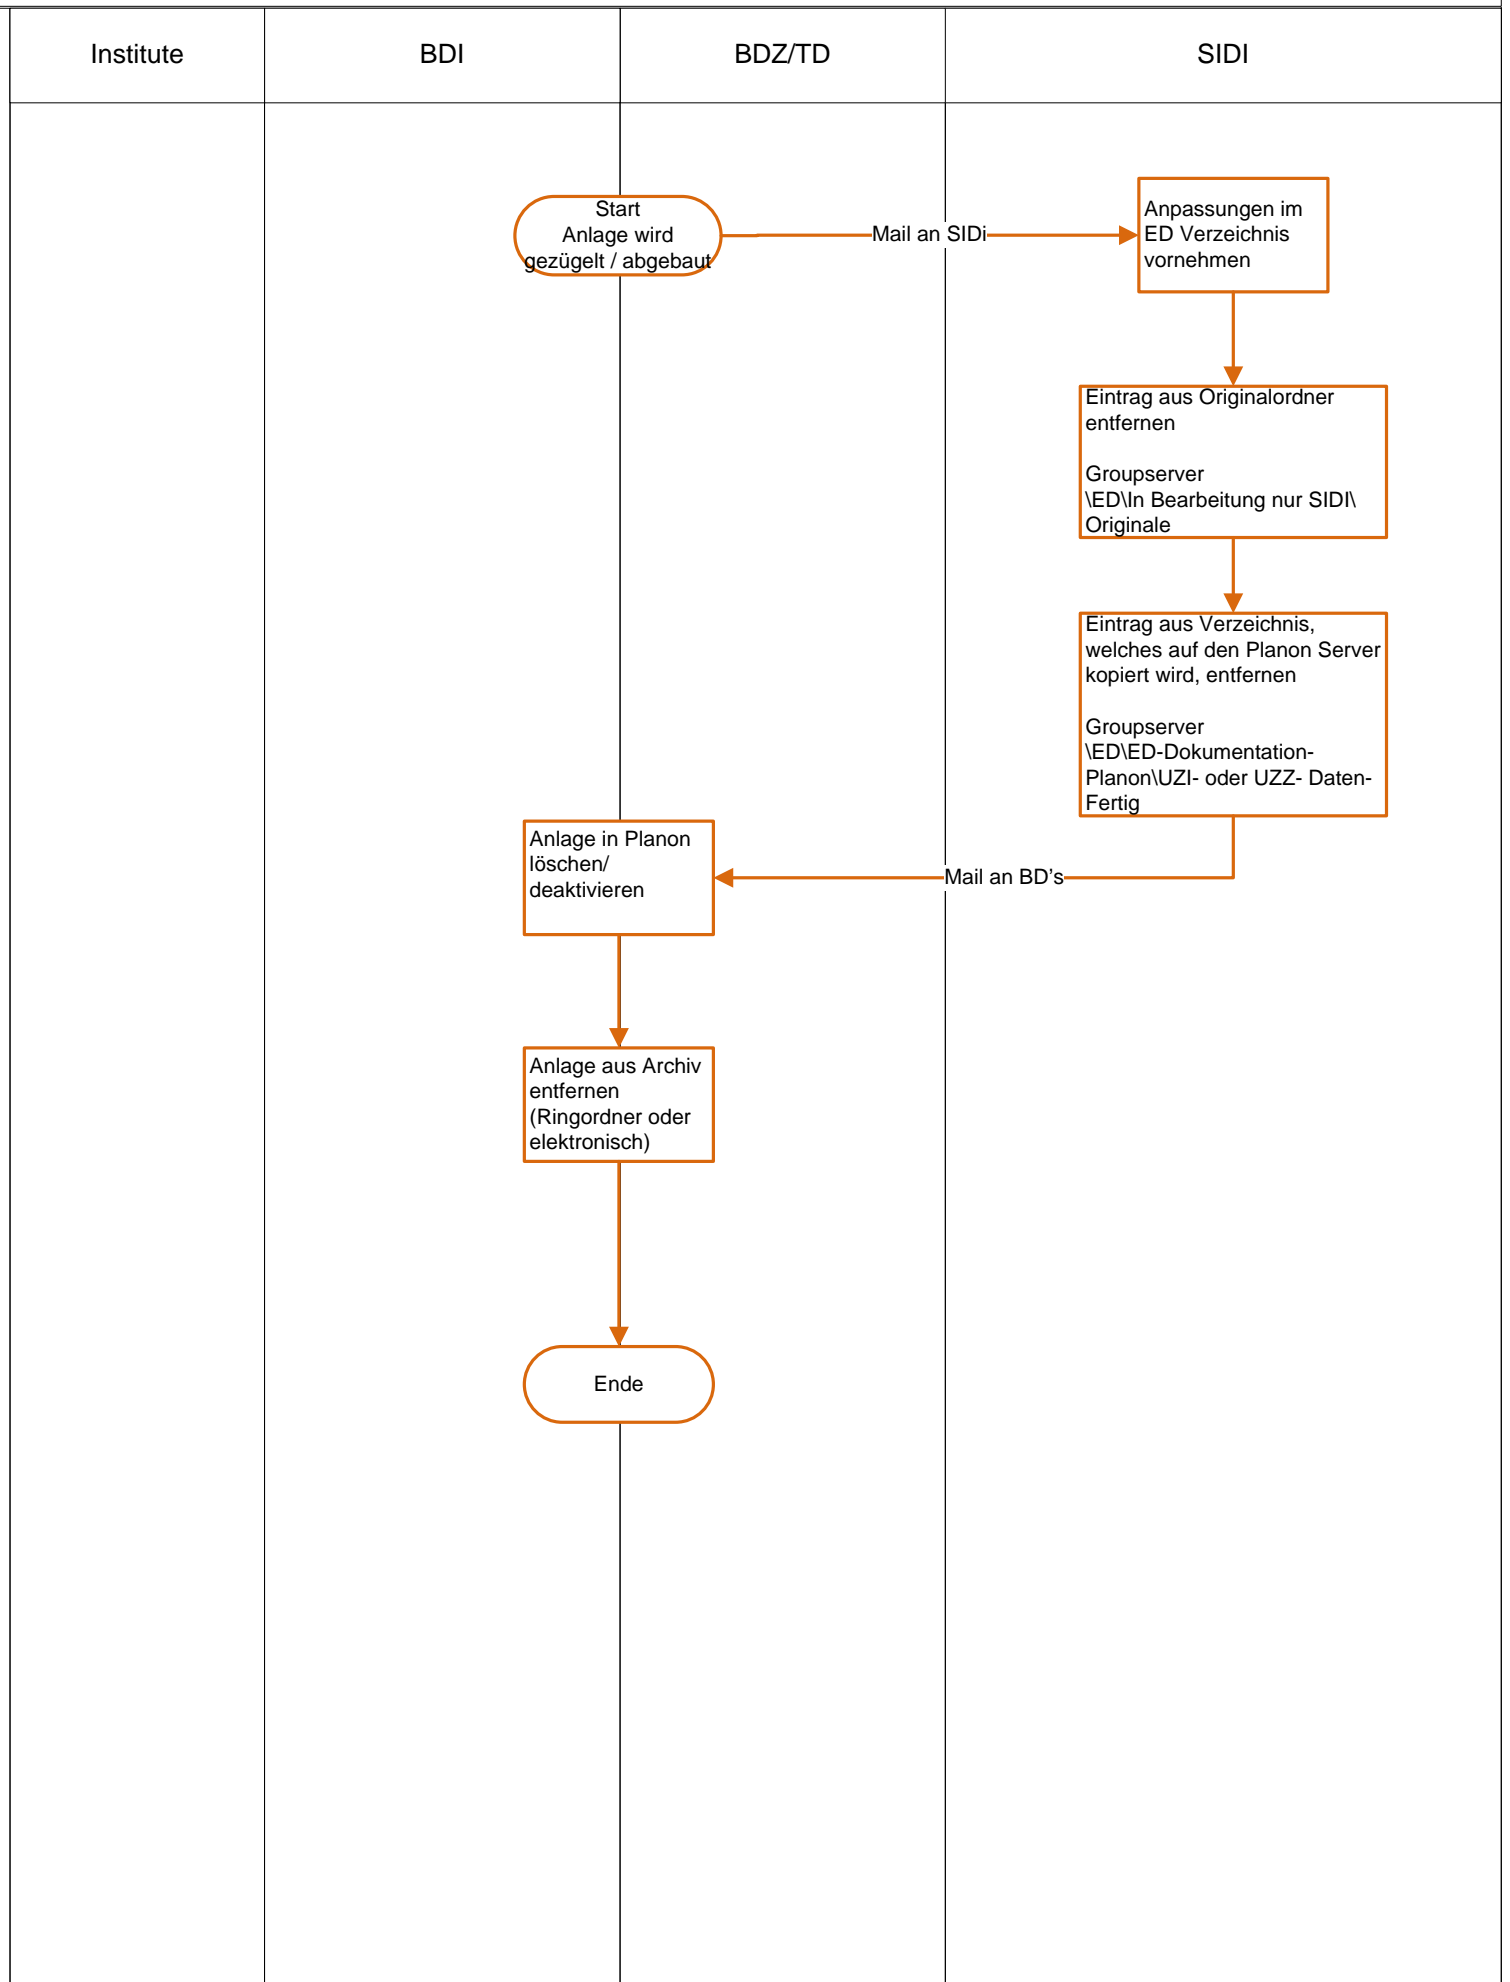 Institute
BDI
BDZ/TD
SIDI
Start
Anlage wird
gezügelt / abgebaut
Mail an SIDi
Anpassungen im
ED Verzeichnis
vornehmen
Eintrag aus Originalordner
entfernen
Groupserver
\ED\In Bearbeitung nur SIDI\
Originale
Eintrag aus Verzeichnis,
welches auf den Planon Server
kopiert wird, entfernen
Groupserver
\ED\ED-Dokumentation-
Planon\UZI- oder UZZ- Daten-
Fertig
Mail an BD's
Anlage in Planon
löschen/
deaktivieren
Anlage aus Archiv
entfernen
(Ringordner oder
elektronisch)
Ende